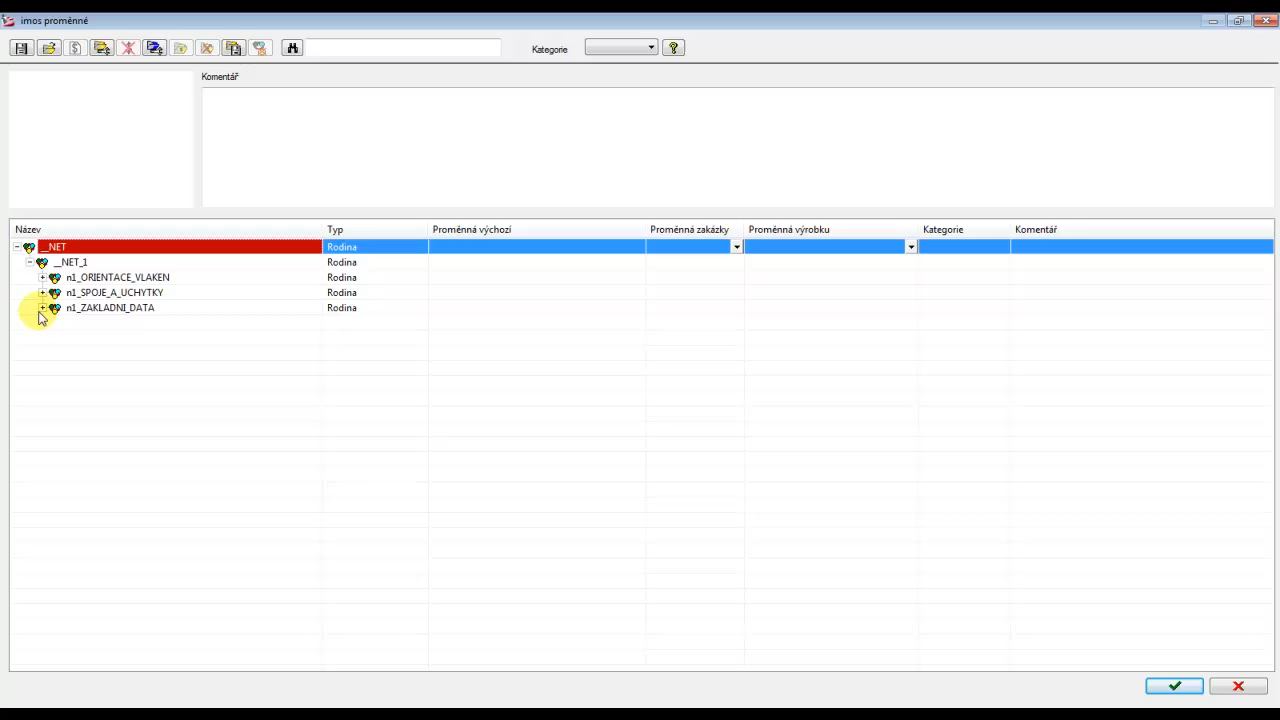 imos proměnné
Kategorie
Komentář
Název Typ Proměnná výchozí Proměnná zakázky Proměnná výrobku Kategorie Komentář
__NET Rodina
__NET_1 Rodina
n1_ORIENTACE_VLAKEN Rodina
n1_SPOJE_A_UCHYTKY Rodina
n1_ZAKLADNI_DATA Rodina